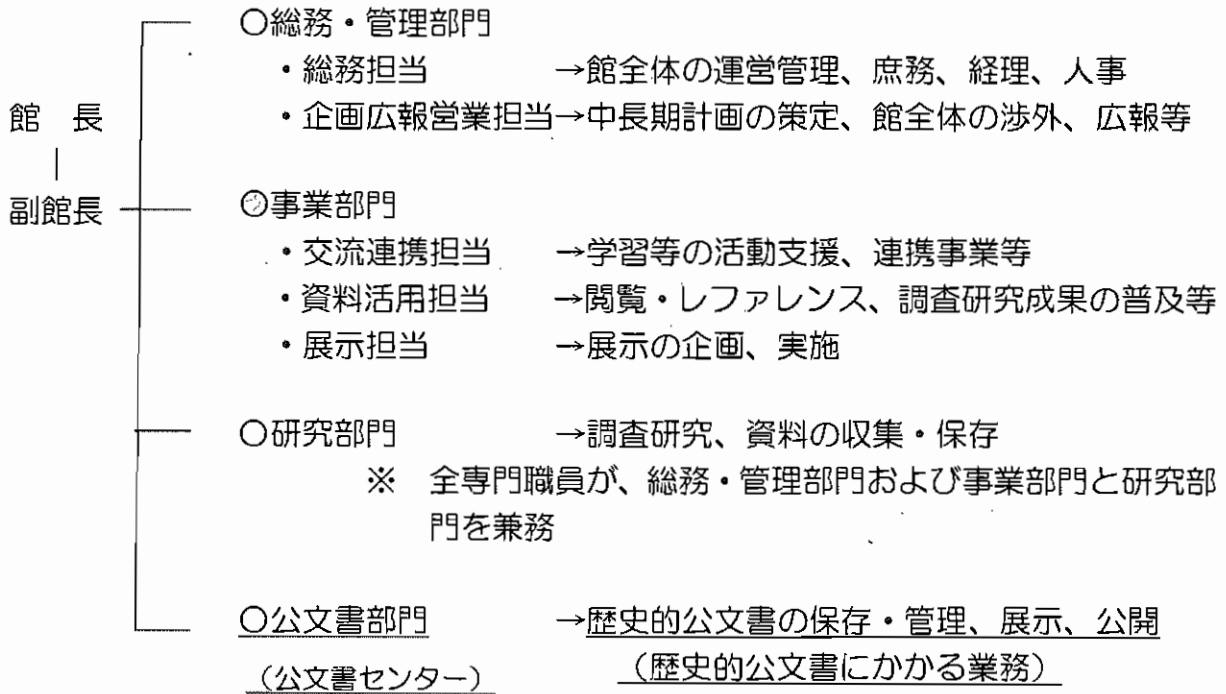 ○総務・管理部門
・総務担当　→館全体の運営管理、庶務、経理、人事
館　長
・企画広報営業担当→中長期計画の策定、館全体の渉外、広報等
副館長
◎事業部門
・交流連携担当　→学習等の活動支援、連携事業等
・資料活用担当　→閲覧・レファレンス、調査研究成果の普及等
・展示担当　→展示の企画、実施
○研究部門　→調査研究、資料の収集・保存
※　全専門職員が、総務・管理部門および事業部門と研究部
門を兼務
○公文書部門　→歴史的公文書の保存・管理、展示、公開
（公文書センター）　（歴史的公文書にかかる業務）